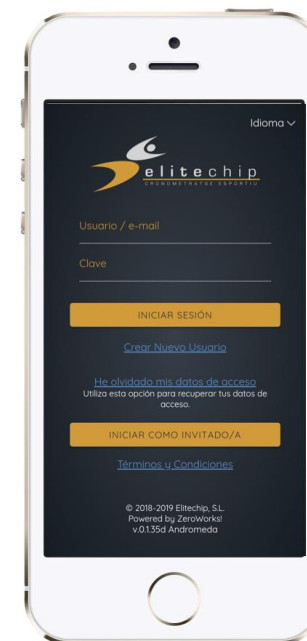 Idioma
elitechip
CRONOMETRATGE ESPORTIU
Usuario / e-mail
Clave
INICIAR SESIÓN
Crear Nuevo Usuario
He olvidado mis datos de acceso
Utiliza esta opción para recuperar tus datos de
acceso.
INICIAR COMO INVITADO/A
Términos y Condiciones
© 2018-2019 Elitechip, S.L.
Powered by ZeroWorks!
v.0.1.35d Andromeda